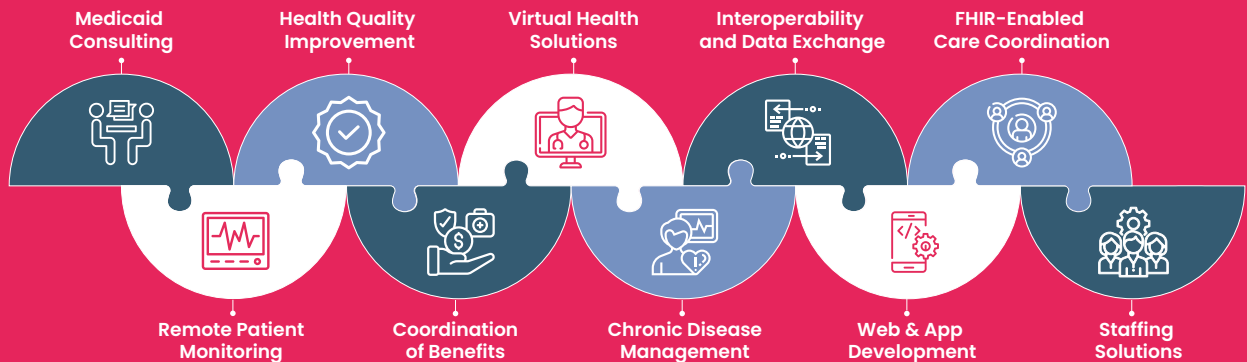 Medicaid
Consulting
Health Quality
Improvement
Virtual Health
Solutions
Interoperability
and Data Exchange
FHIR-Enabled
Care Coordination
$
</>
Remote Patient
Monitoring
Coordination
of Benefits
Chronic Disease
Management
Web & App
Development
Staffing
Solutions